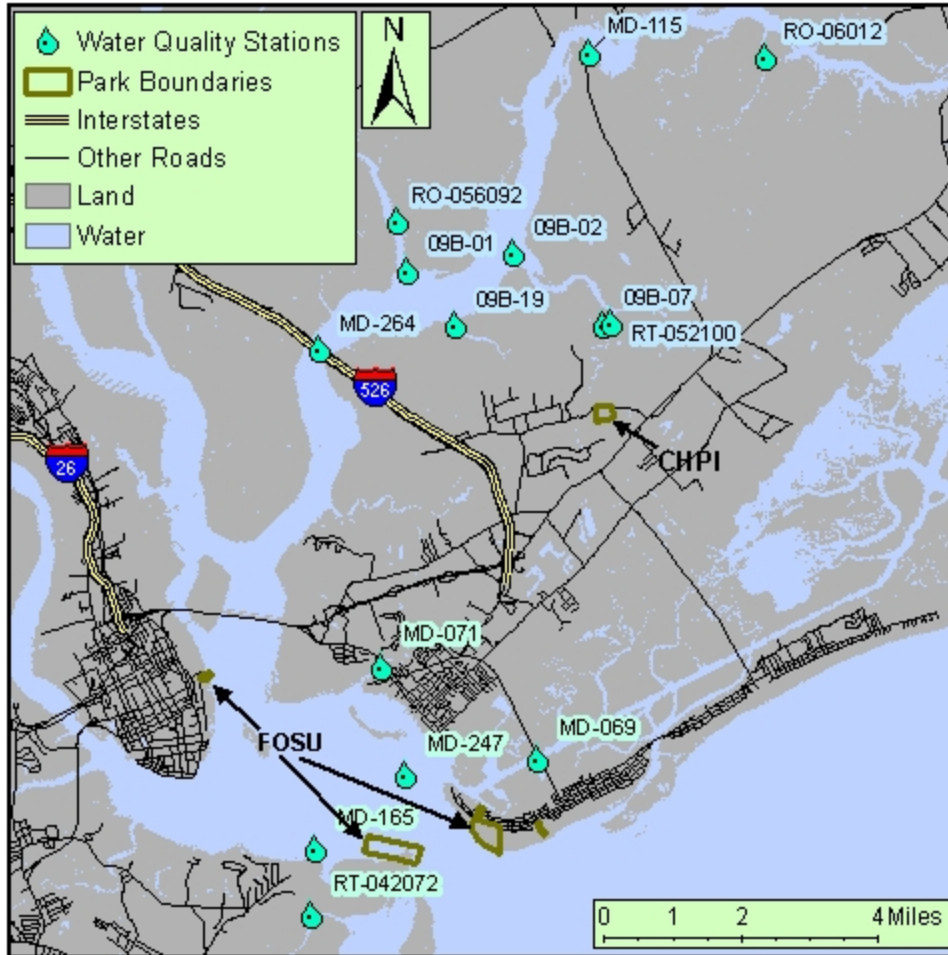 Water Quality Stations
Park Boundaries
Interstates
Other Roads
Land
Water
N
MD-115
RO-06012
RO-056092
09B-02
09B-01
09B-19
09B-07
RT-052100
MD-264
526
CHPI
26
MD-071
MD-069
FOSU
MD-247
MD-165
RT-042072
0 1 2 4 Miles